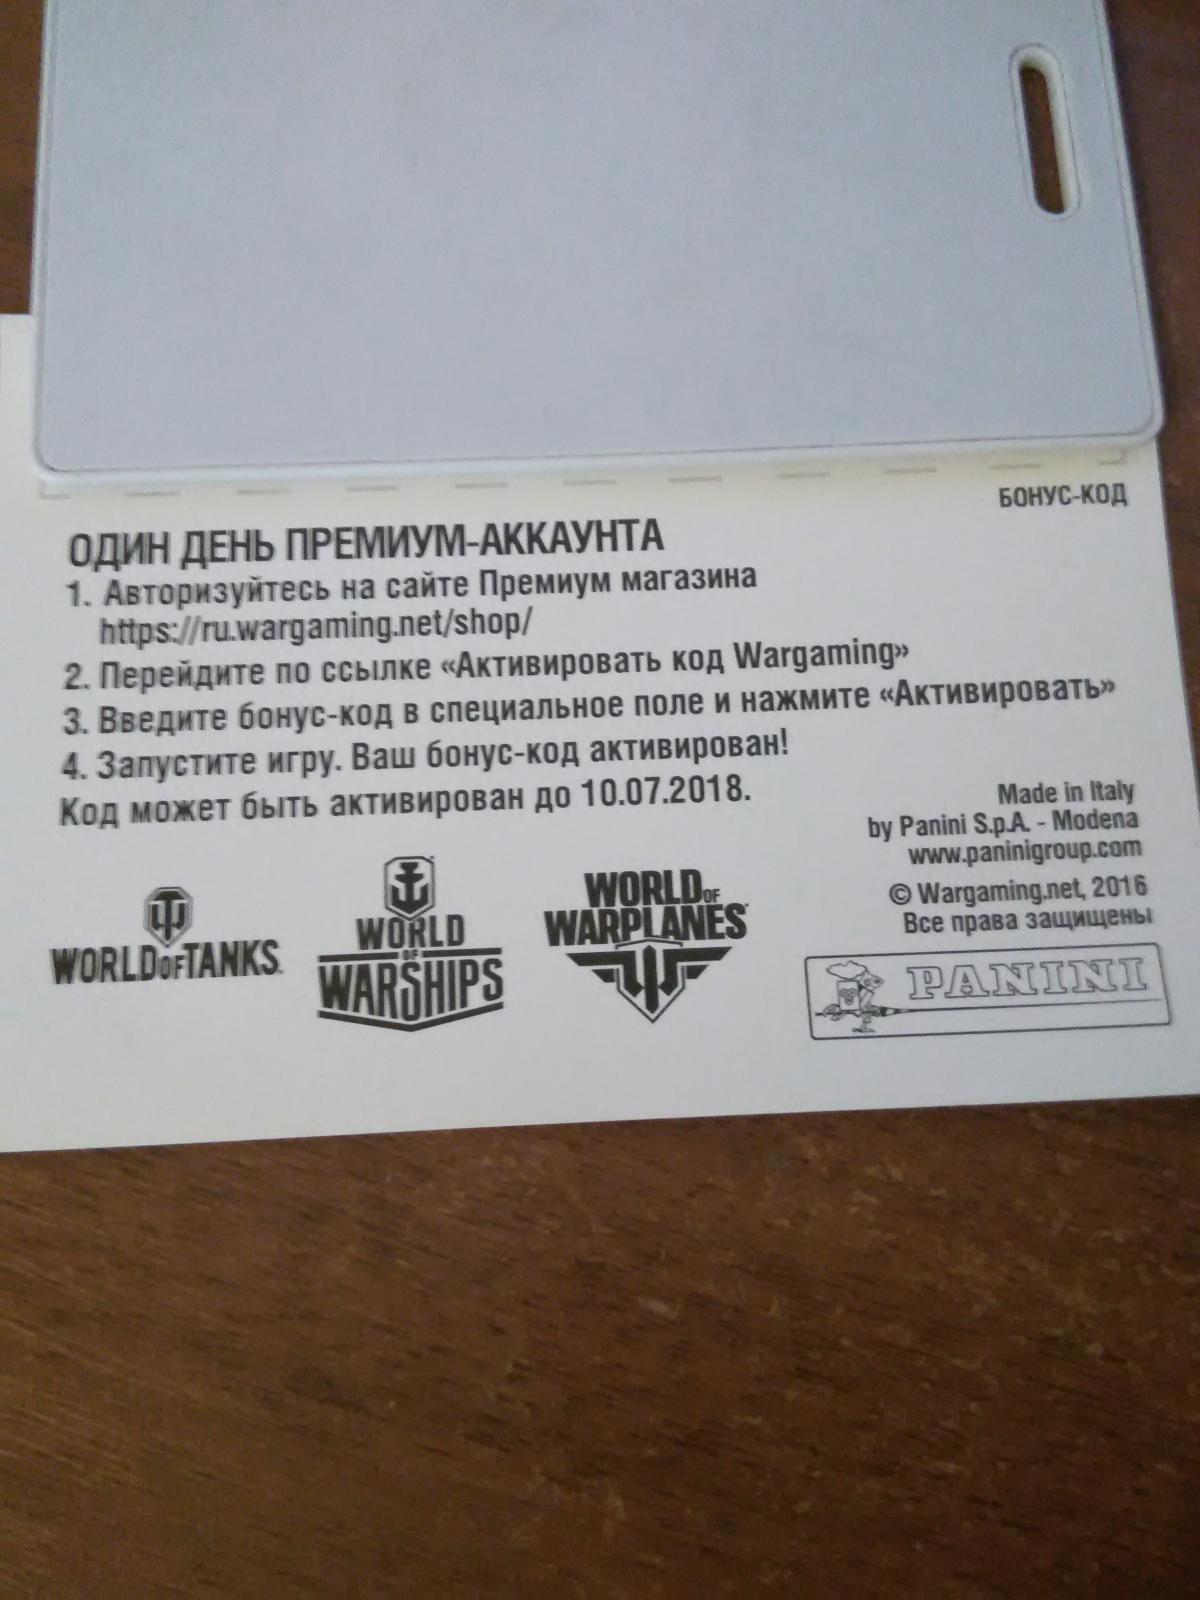 БОНУС-КОД
ОДИН ДЕНЬ ПРЕМИУМ-АККАУНТА
1. Авторизуйтесь на сайте Премиум магазина
https://ru.wargaming.net/shop/
2. Перейдите по ссылке «Активировать код Wargaming»
3. Введите бонус-код в специальное поле и нажмите «Активировать»
4. Запустите игру. Ваш бонус-код активирован!
Код может быть активирован до 10.07.2018.
Made in Italy
by Panini S.p.A. - Modena
www.paninigroup.com
© Wargaming.net, 2016
Все права защищены
WORLD OF TANKS
WORLD
OF
WARSHIPS
WORLD OF
WARPLANES
PANINI